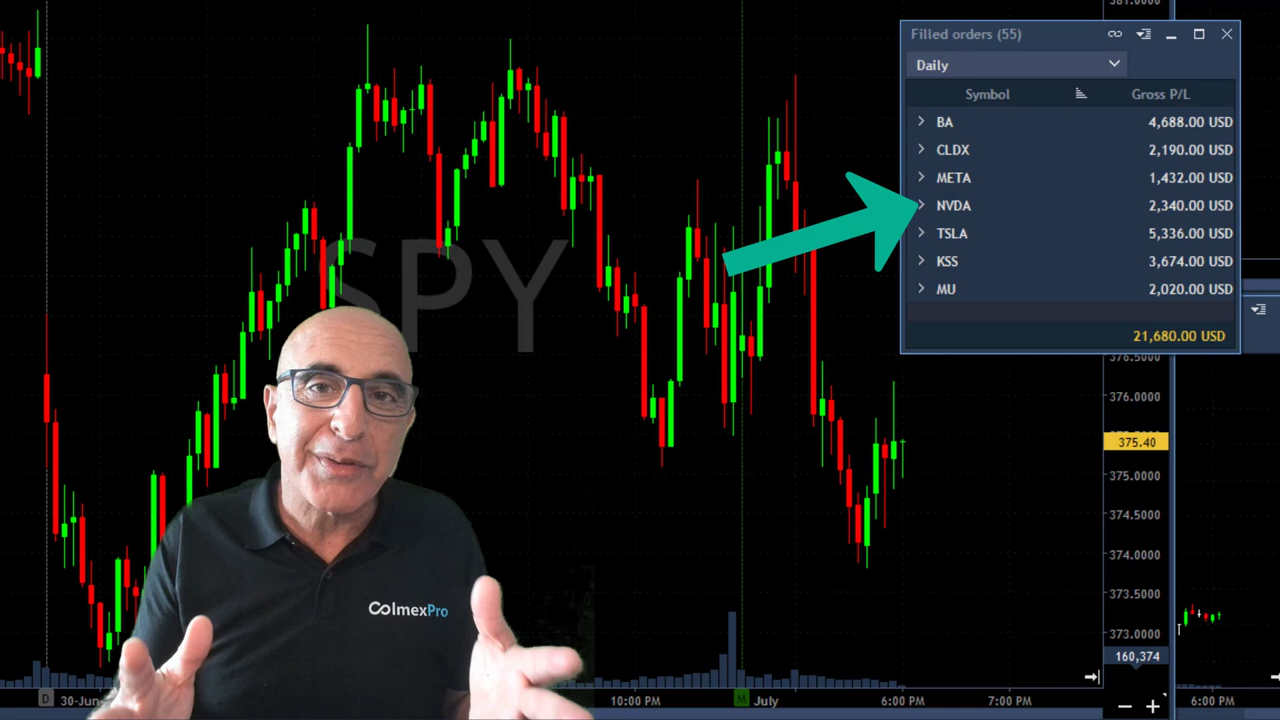 381.0000
Filled orders (55)
Daily
Symbol Gross P/L
BA 4,688.00 USD
CLDX 2,190.00 USD
META 1,432.00 USD
NVDA 2,340.00 USD
TSLA 5,336.00 USD
KSS 3,674.00 USD
MU 2,020.00 USD
21,680.00 USD
SPY
376.5000
376.0000
375.40
375.0000
374.5000
374.0000
373.5000
373.0000
160,374
ColmexPro
D 30-Jun
10:00 PM
M July
6:00 PM
7:00 PM
6:00 PM